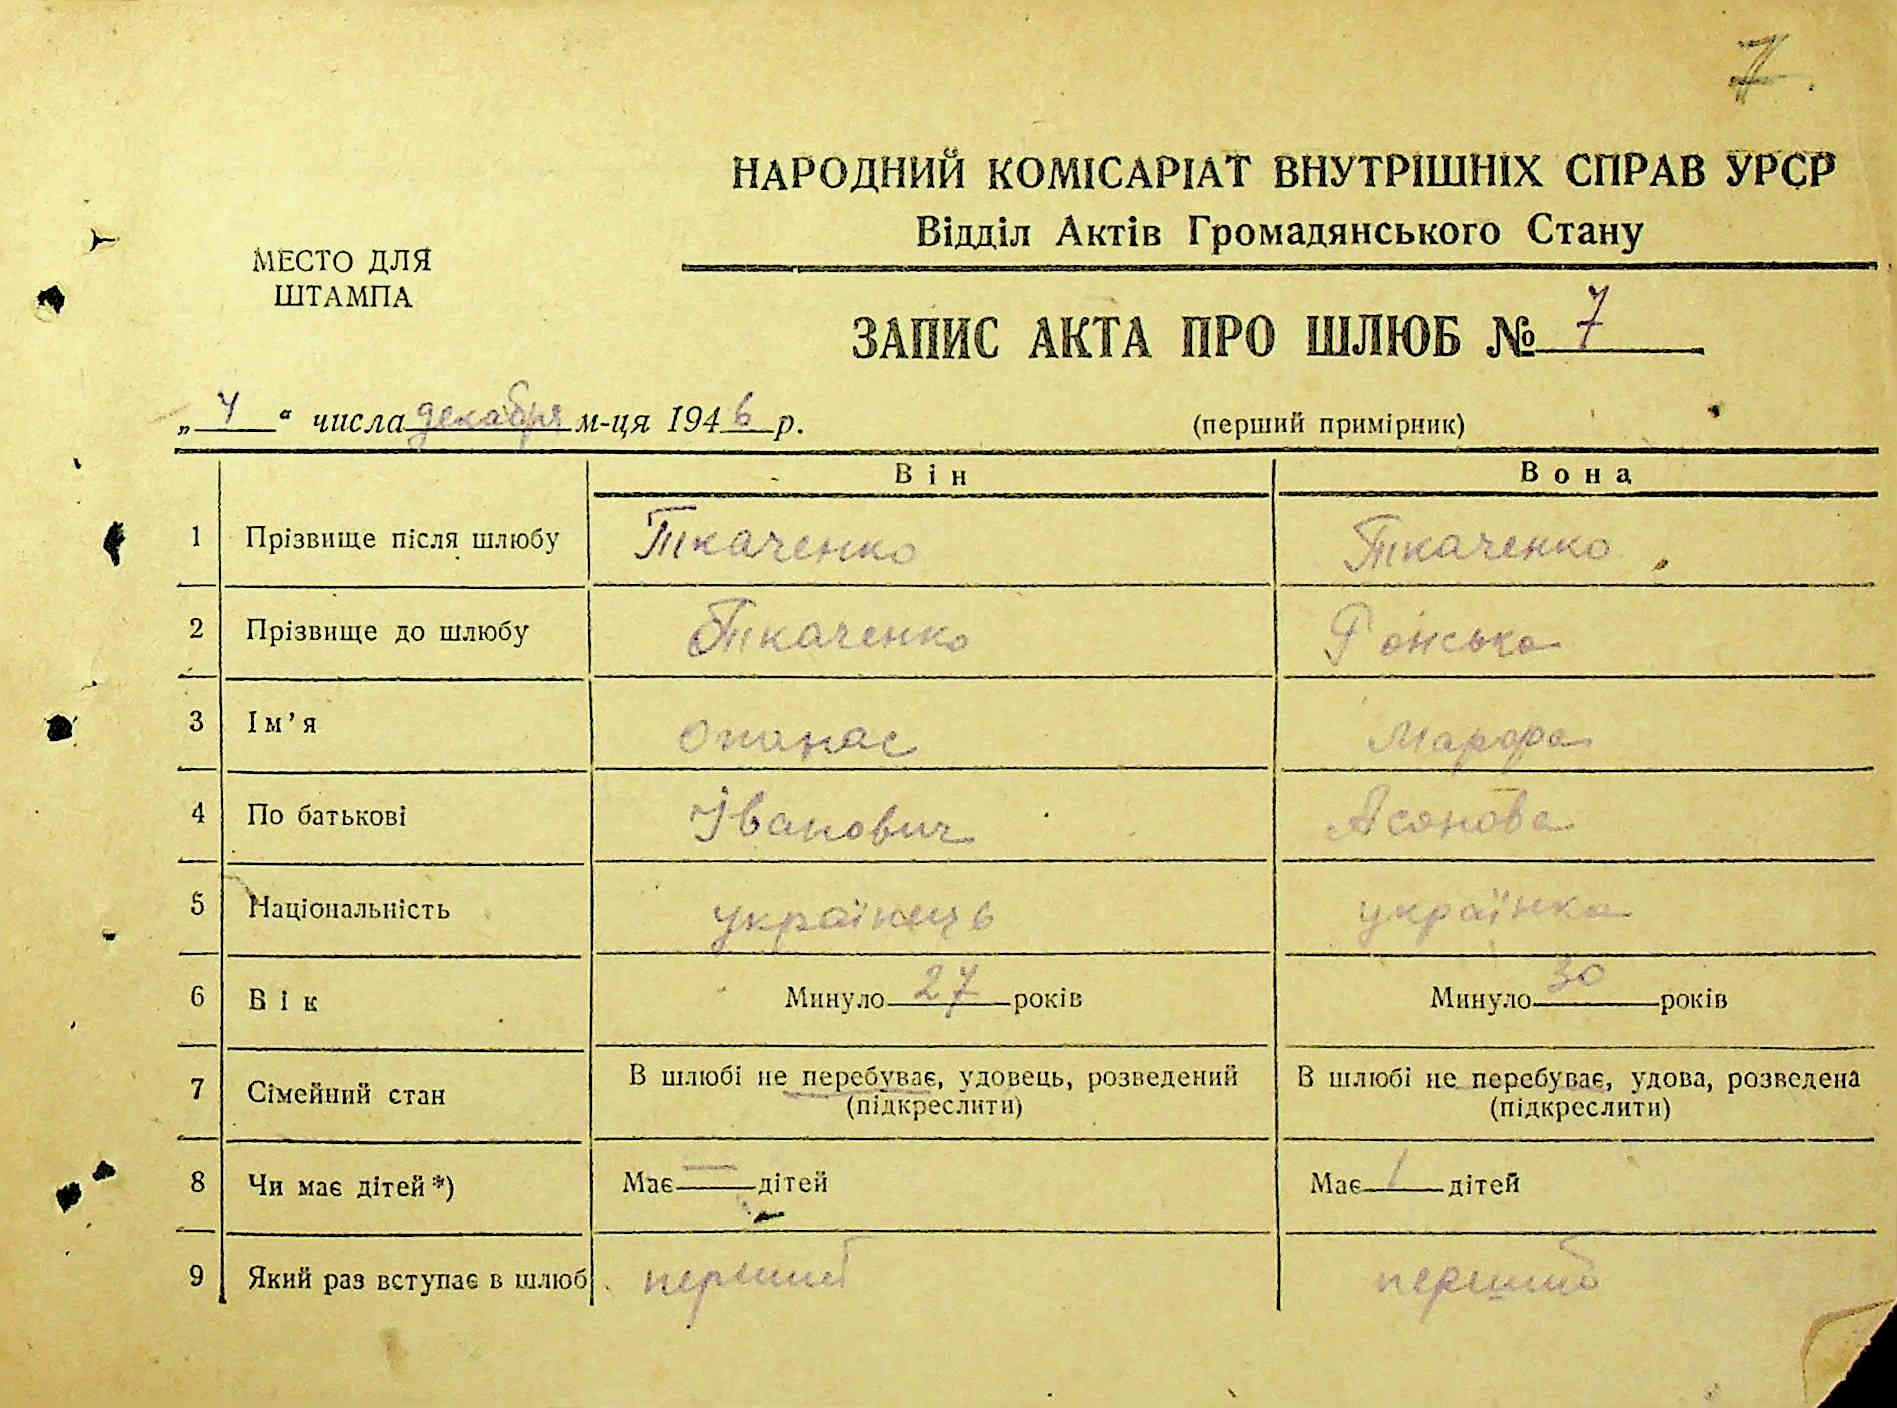 7.
НАРОДНИЙ КОМІСАРІАТ ВНУТРІШНІХ СПРАВ УРСР
Відділ Актів Громадянського Стану
МЕСТО ДЛЯ
ШТАМПА
ЗАПИС АКТА ПРО ШЛЮБ № 7
„ 4 “ числа декабря м-ця 1946 р.
(перший примірник)
Він Вона
1 Прізвище після шлюбу Ткаченко Ткаченко
2 Прізвище до шлюбу Ткаченко
3 Ім’я Опанас Марфа
4 По батькові Іванович
5 Національність українець українка
6 Вік Минуло 27 років Минуло 30 років
7 Сімейний стан В шлюбі не перебуває, удовець, розведений (підкреслити) В шлюбі не перебуває, удова, розведена (підкреслити)
8 Чи має дітей*) Має — дітей Має 1 дітей
9 Який раз вступає в шлюб перший перший